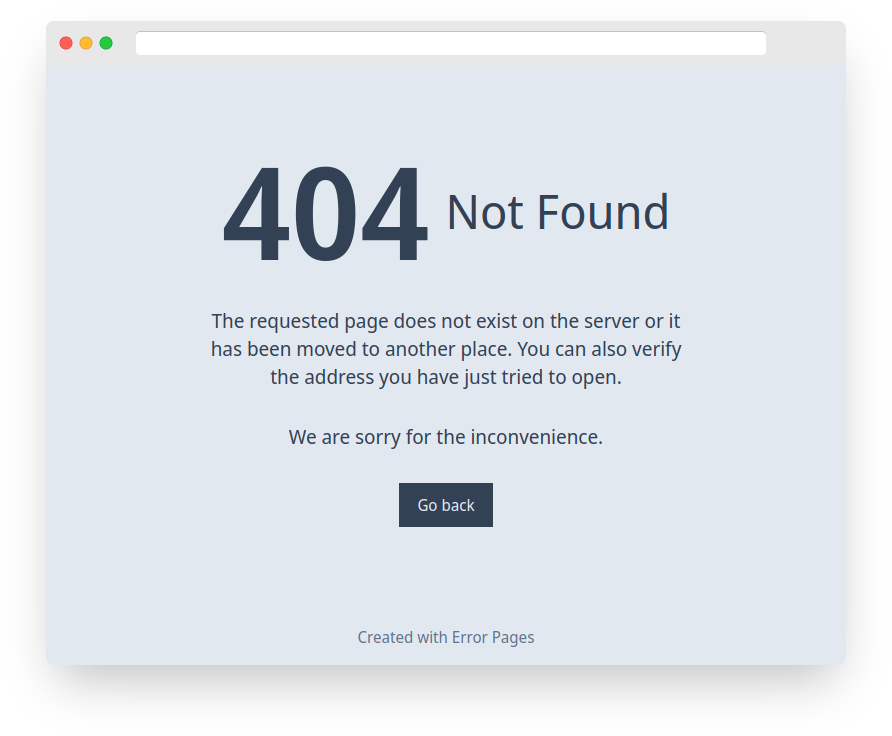 404 Not Found
The requested page does not exist on the server or it
has been moved to another place. You can also verify
the address you have just tried to open.
We are sorry for the inconvenience.
Go back
Created with Error Pages